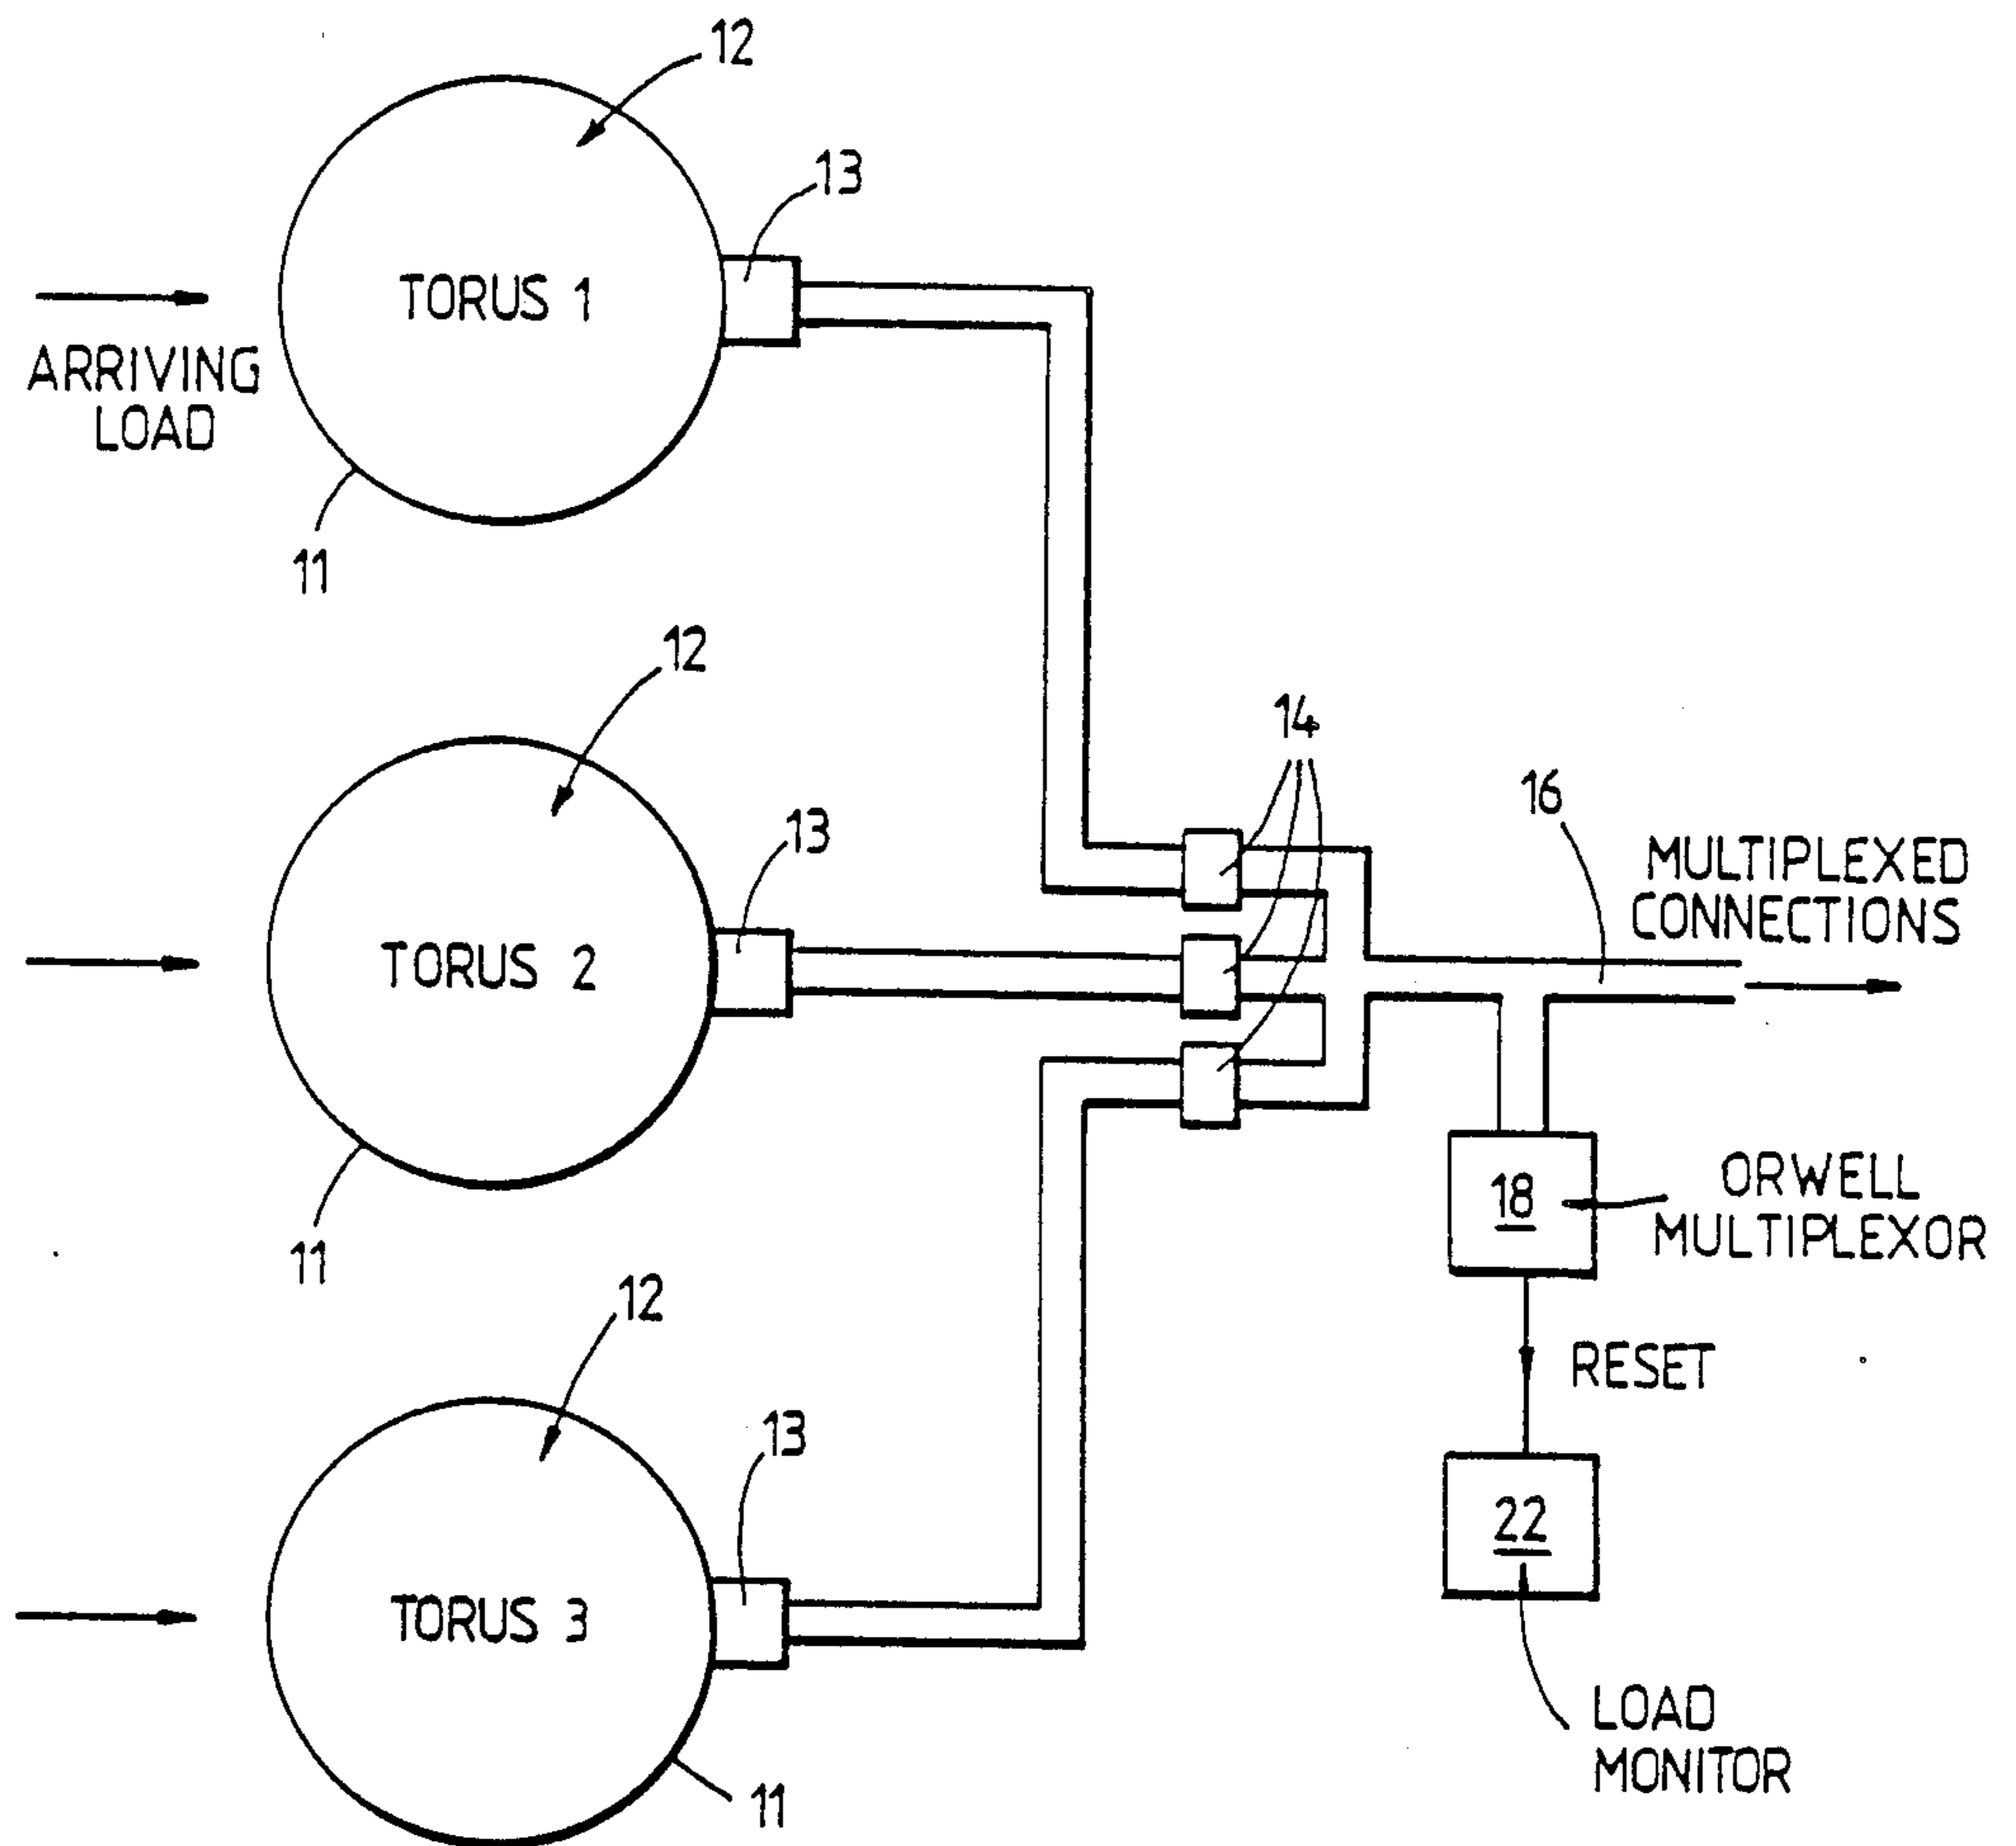 12
13
TORUS 1
ARRIVING
LOAD
11
12
14
13
16
MULTIPLEXED
CONNECTIONS
TORUS 2
18
ORWELL
MULTIPLEXOR
11
12
RESET
13
22
TORUS 3
LOAD
MONITOR
11